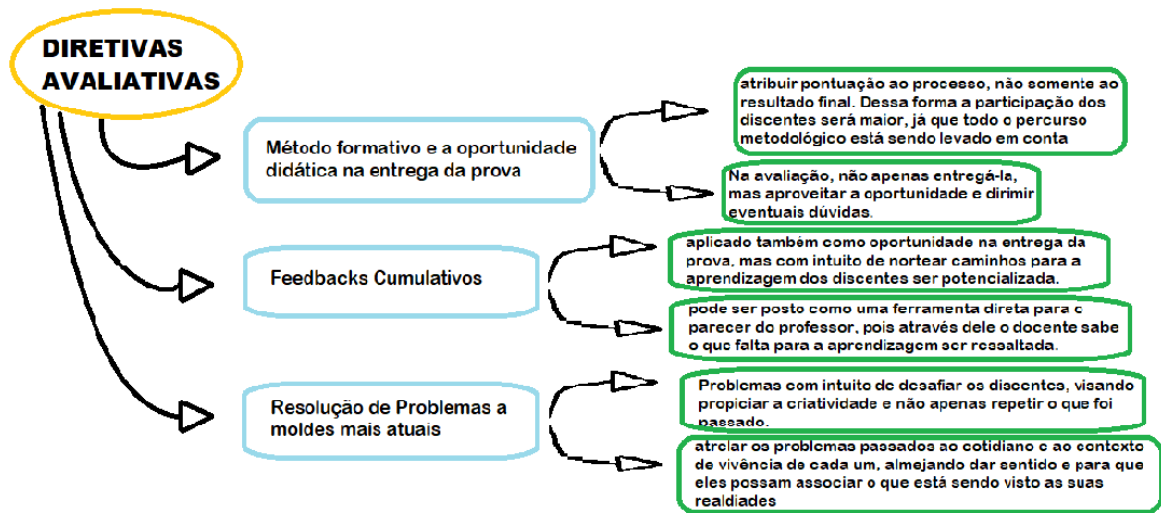 DIRETIVAS
AVALIATIVAS
Método formativo e a oportunidade
didática na entrega da prova
atribuir pontuação ao processo, não somente ao
resultado final. Dessa forma a participação dos
discentes será maior, já que todo o percurso
metodológico está sendo levado em conta
Na avaliação, não apenas entregá-la,
mas aproveitar a oportunidade e dirimir
eventuais dúvidas.
Feedbacks Cumulativos
aplicado também como oportunidade na entrega da
prova, mas com intuito de nortear caminhos para a
aprendizagem dos discentes ser potencializada.
pode ser posto como uma ferramenta direta para o
parecer do professor, pois através dele o docente sabe
o que falta para a aprendizagem ser ressaltada.
Resolução de Problemas a
moldes mais atuais
Problemas com intuito de desafiar os discentes, visando
propiciar a criatividade e não apenas repetir o que foi
passado.
atrelar os problemas passados ao cotidiano e ao contexto
de vivência de cada um, almejando dar sentido e para que
eles possam associar o que está sendo visto as suas
realdiades